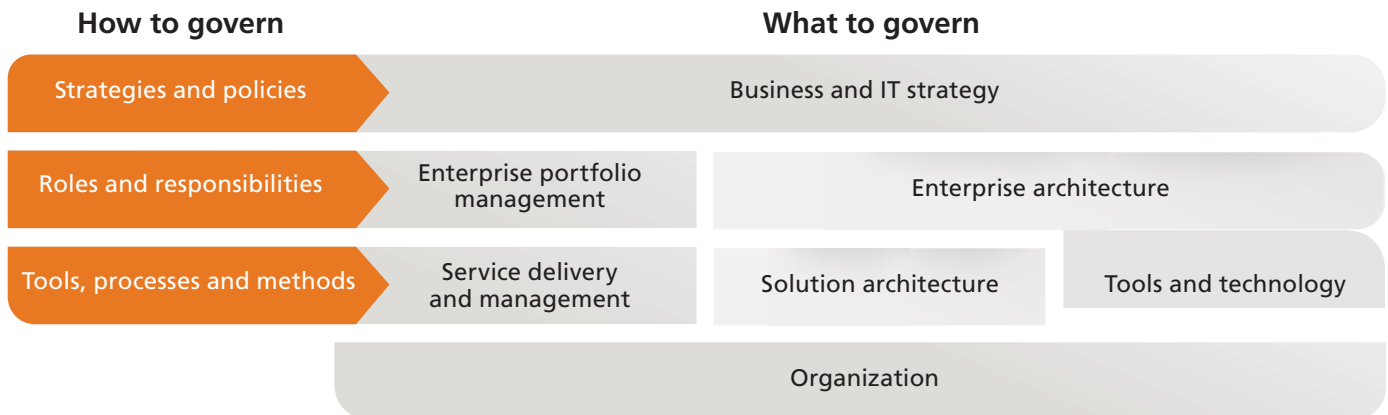 How to govern
What to govern
Strategies and policies
Business and IT strategy
Roles and responsibilities
Enterprise portfolio
management
Enterprise architecture
Tools, processes and methods
Service delivery
and management
Solution architecture
Tools and technology
Organization